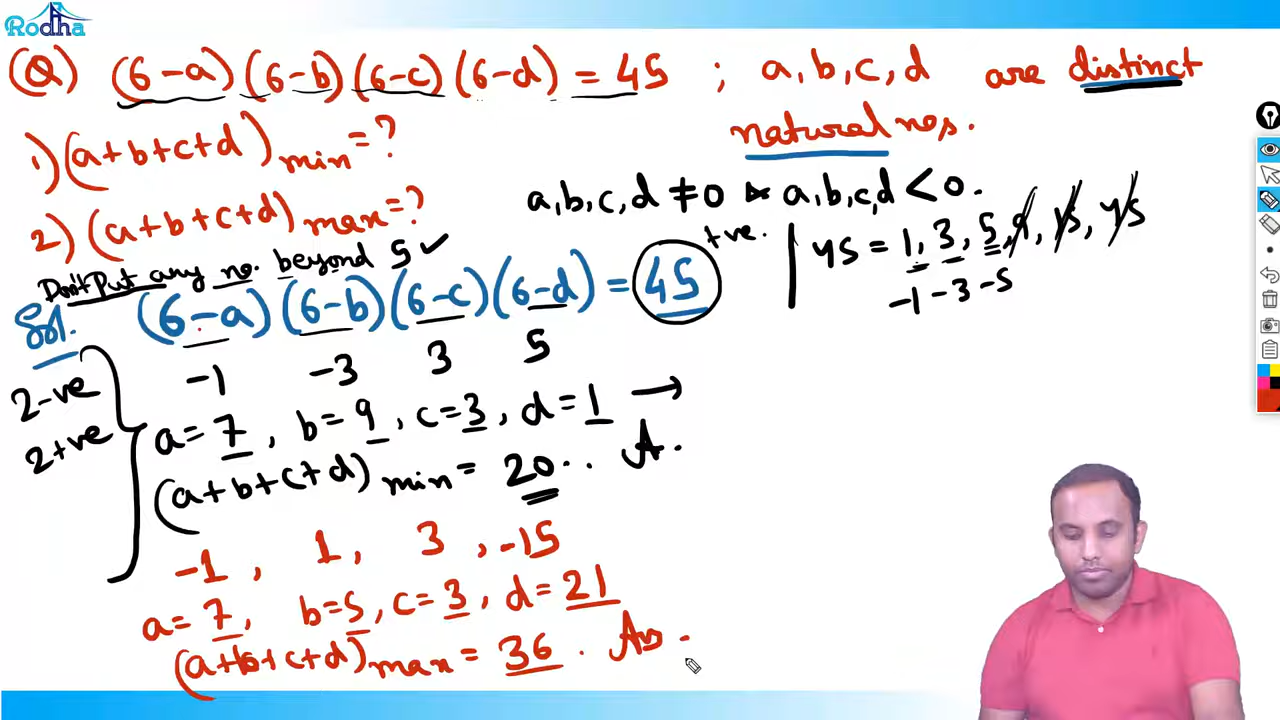 Rodha
(Q) (6-a) (6-b) (6-c) (6-d) = 45 ; a, b, c, d are distinct
natural nos.
1) (a+b+c+d) min = ?
2) (a+b+c+d) max = ?
a, b, c, d ≠ 0 a, b, c, d < 0.
Don't Put any no. beyond 5 ✓
+ve.
45 = 1, 3, 5, 9, 15, 45
-1 -3 -5
Sol. (6-a) (6-b) (6-c) (6-d) = 45
-1 -3 3 5
2 -ve
2 +ve
a = 7, b = 9, c = 3, d = 1 →
(a+b+c+d) min = 20.. A.
-1, 1, 3, -15
a = 7, b = 5, c = 3, d = 21
(a+b+c+d) max = 36. Ans.